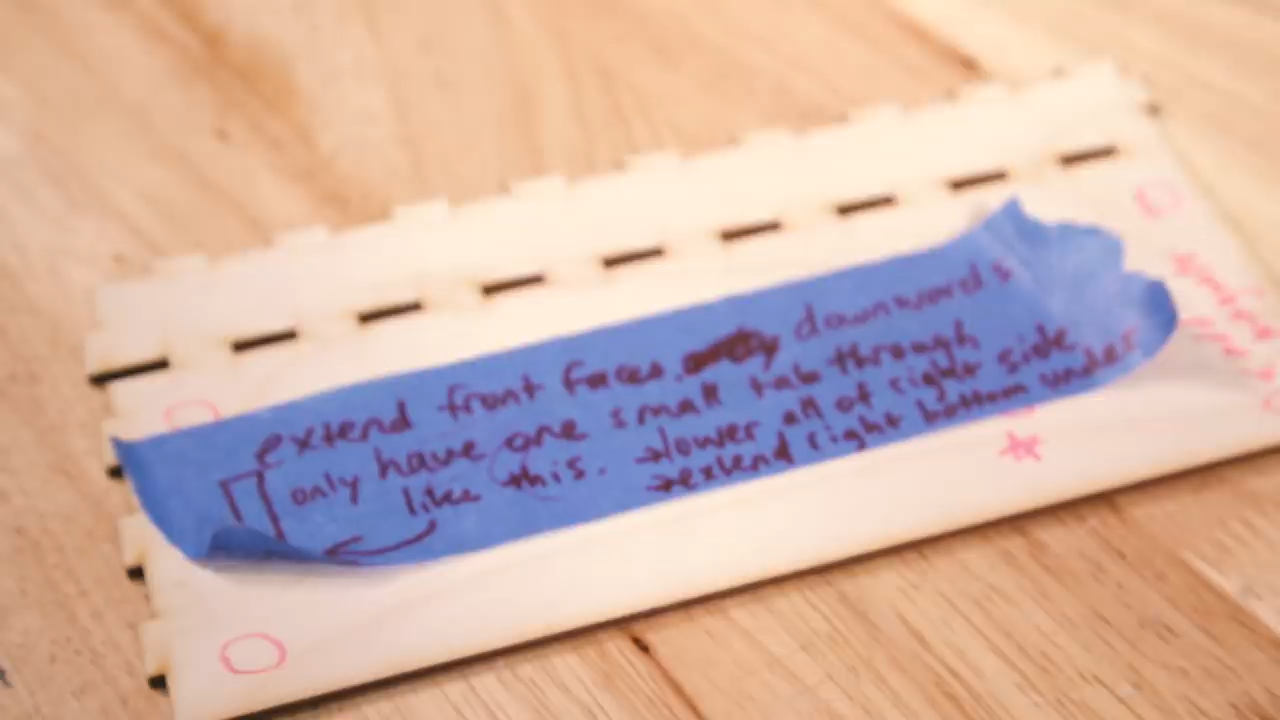 extend front faces downwards
only have one small tab through
like this. →lower all of right side
→extend right bottom under